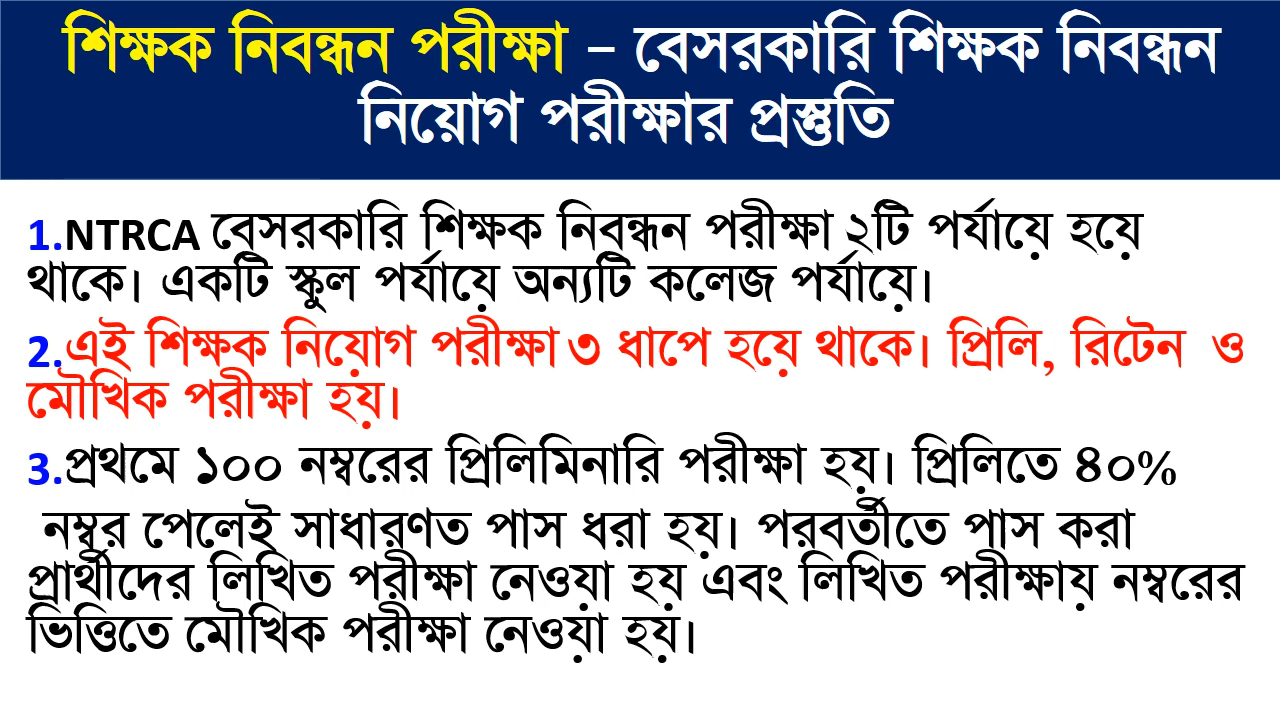 শিক্ষক নিবন্ধন পরীক্ষা – বেসরকারি শিক্ষক নিবন্ধন
নিয়োগ পরীক্ষার প্রস্তুতি
1.NTRCA বেসরকারি শিক্ষক নিবন্ধন পরীক্ষা ২টি পর্যায়ে হয়ে
থাকে। একটি স্কুল পর্যায়ে অন্যটি কলেজ পর্যায়ে।
2.এই শিক্ষক নিয়োগ পরীক্ষা ৩ ধাপে হয়ে থাকে। প্রিলি, রিটেন ও
মৌখিক পরীক্ষা হয়।
3.প্রথমে ১০০ নম্বরের প্রিলিমিনারি পরীক্ষা হয়। প্রিলিতে ৪০%
নম্বর পেলেই সাধারণত পাস ধরা হয়। পরবর্তীতে পাস করা
প্রার্থীদের লিখিত পরীক্ষা নেওয়া হয় এবং লিখিত পরীক্ষায় নম্বরের
ভিত্তিতে মৌখিক পরীক্ষা নেওয়া হয়।